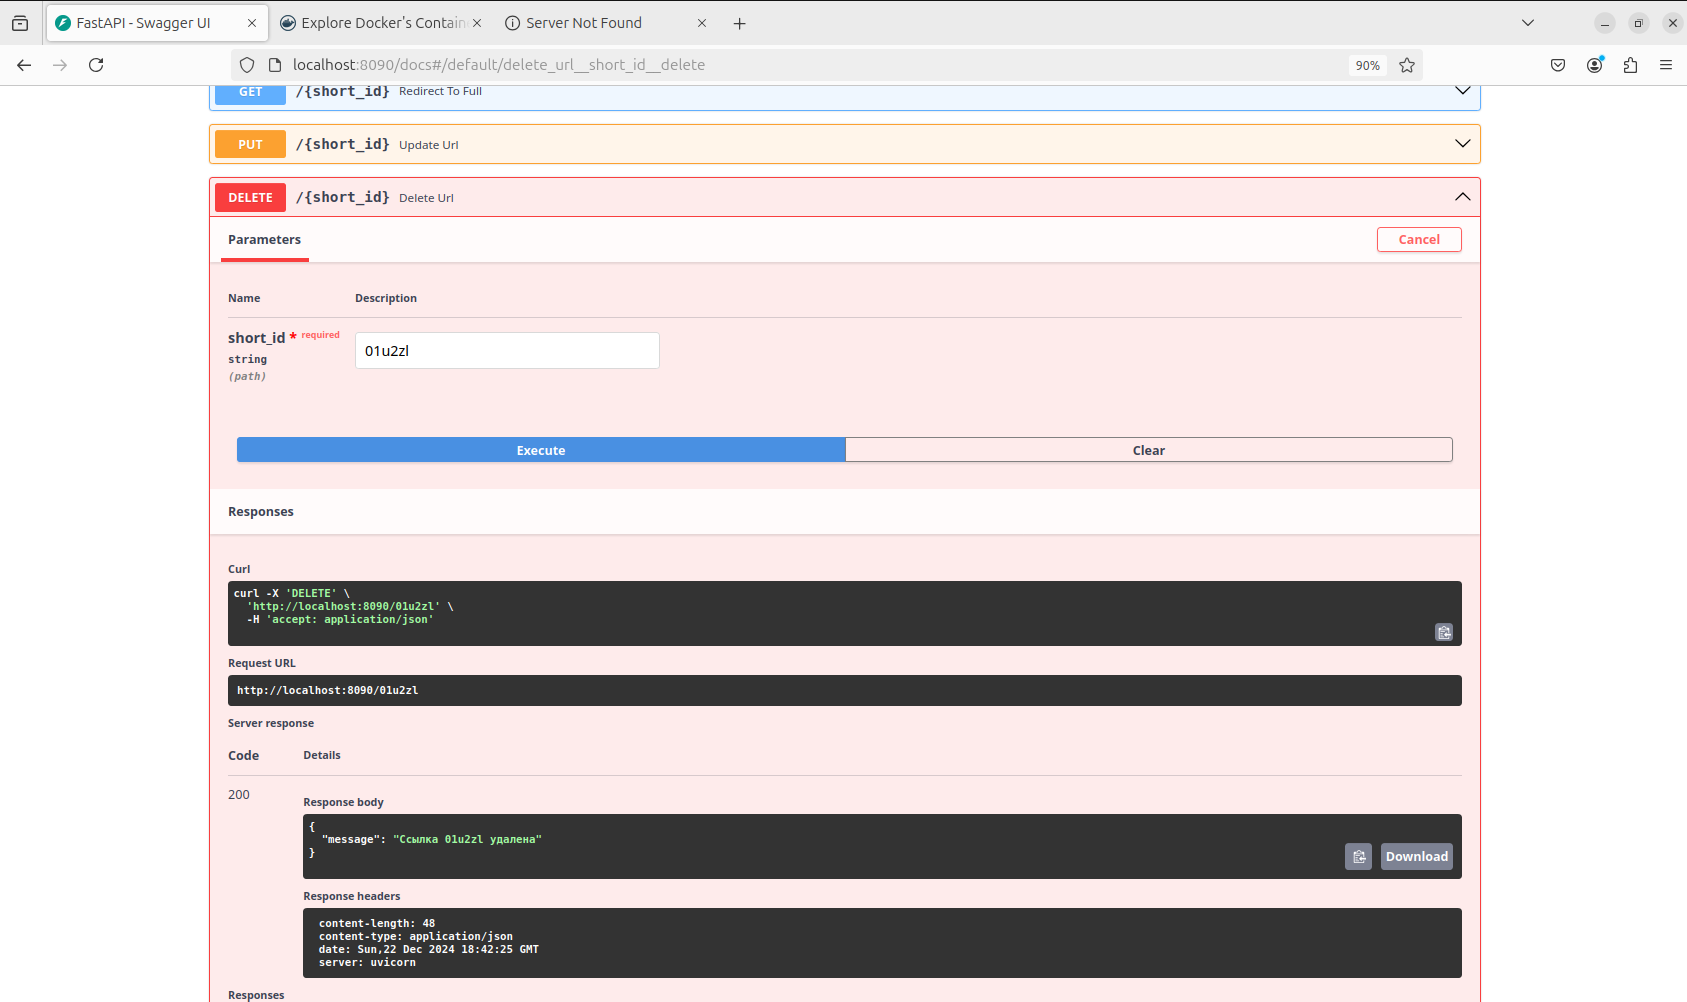 FastAPI - Swagger UI
Explore Docker's Contain
Server Not Found
localhost:8090/docs#/default/delete_url__short_id__delete
90%
GET /{short_id} Redirect To Full
PUT /{short_id} Update Url
DELETE /{short_id} Delete Url
Parameters
Cancel
Name Description
short_id * required
string
(path)
01u2zl
Execute
Clear
Responses
Curl
curl -X 'DELETE' \
'http://localhost:8090/01u2zl' \
-H 'accept: application/json'
Request URL
http://localhost:8090/01u2zl
Server response
Code Details
200
Response body
{
"message": "Ссылка 01u2zl удалена"
}
Download
Response headers
content-length: 48
content-type: application/json
date: Sun,22 Dec 2024 18:42:25 GMT
server: uvicorn
Responses